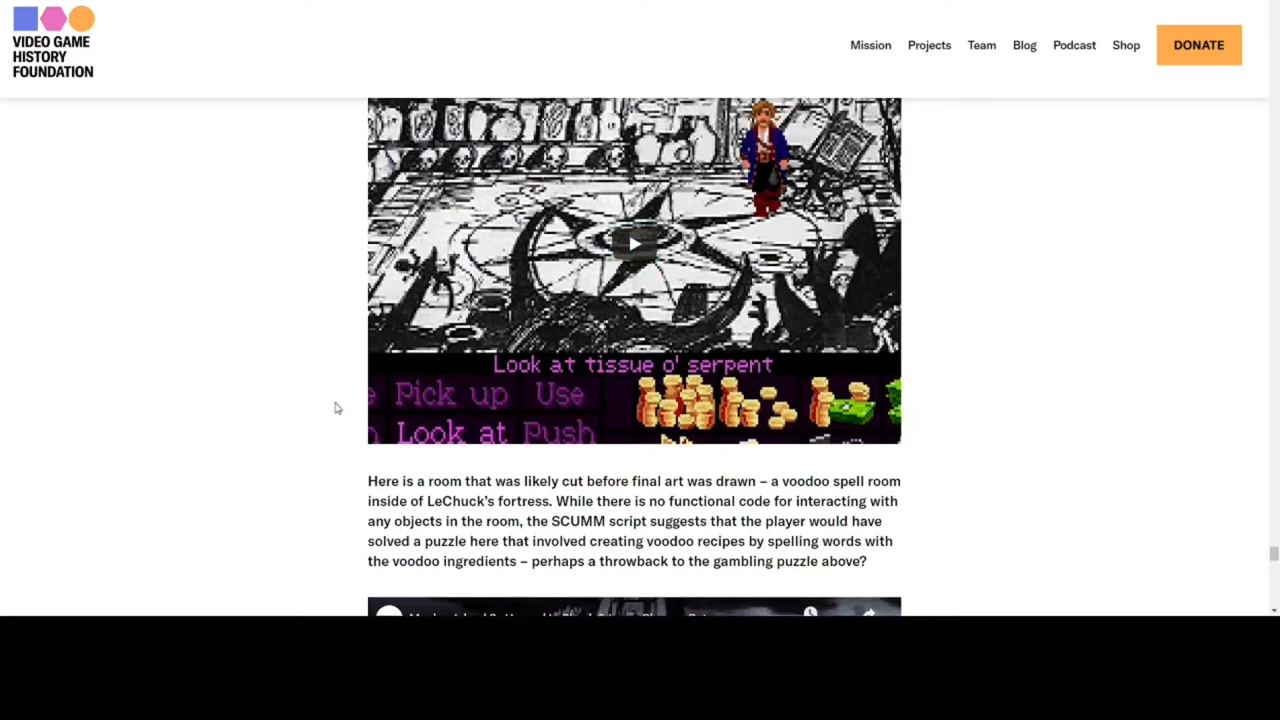 VIDEO GAME
HISTORY
FOUNDATION
Mission Projects Team Blog Podcast Shop DONATE
Look at tissue o' serpent
Pick up Use
Look at Push
Here is a room that was likely cut before final art was drawn – a voodoo spell room
inside of LeChuck's fortress. While there is no functional code for interacting with
any objects in the room, the SCUMM script suggests that the player would have
solved a puzzle here that involved creating voodoo recipes by spelling words with
the voodoo ingredients – perhaps a throwback to the gambling puzzle above?